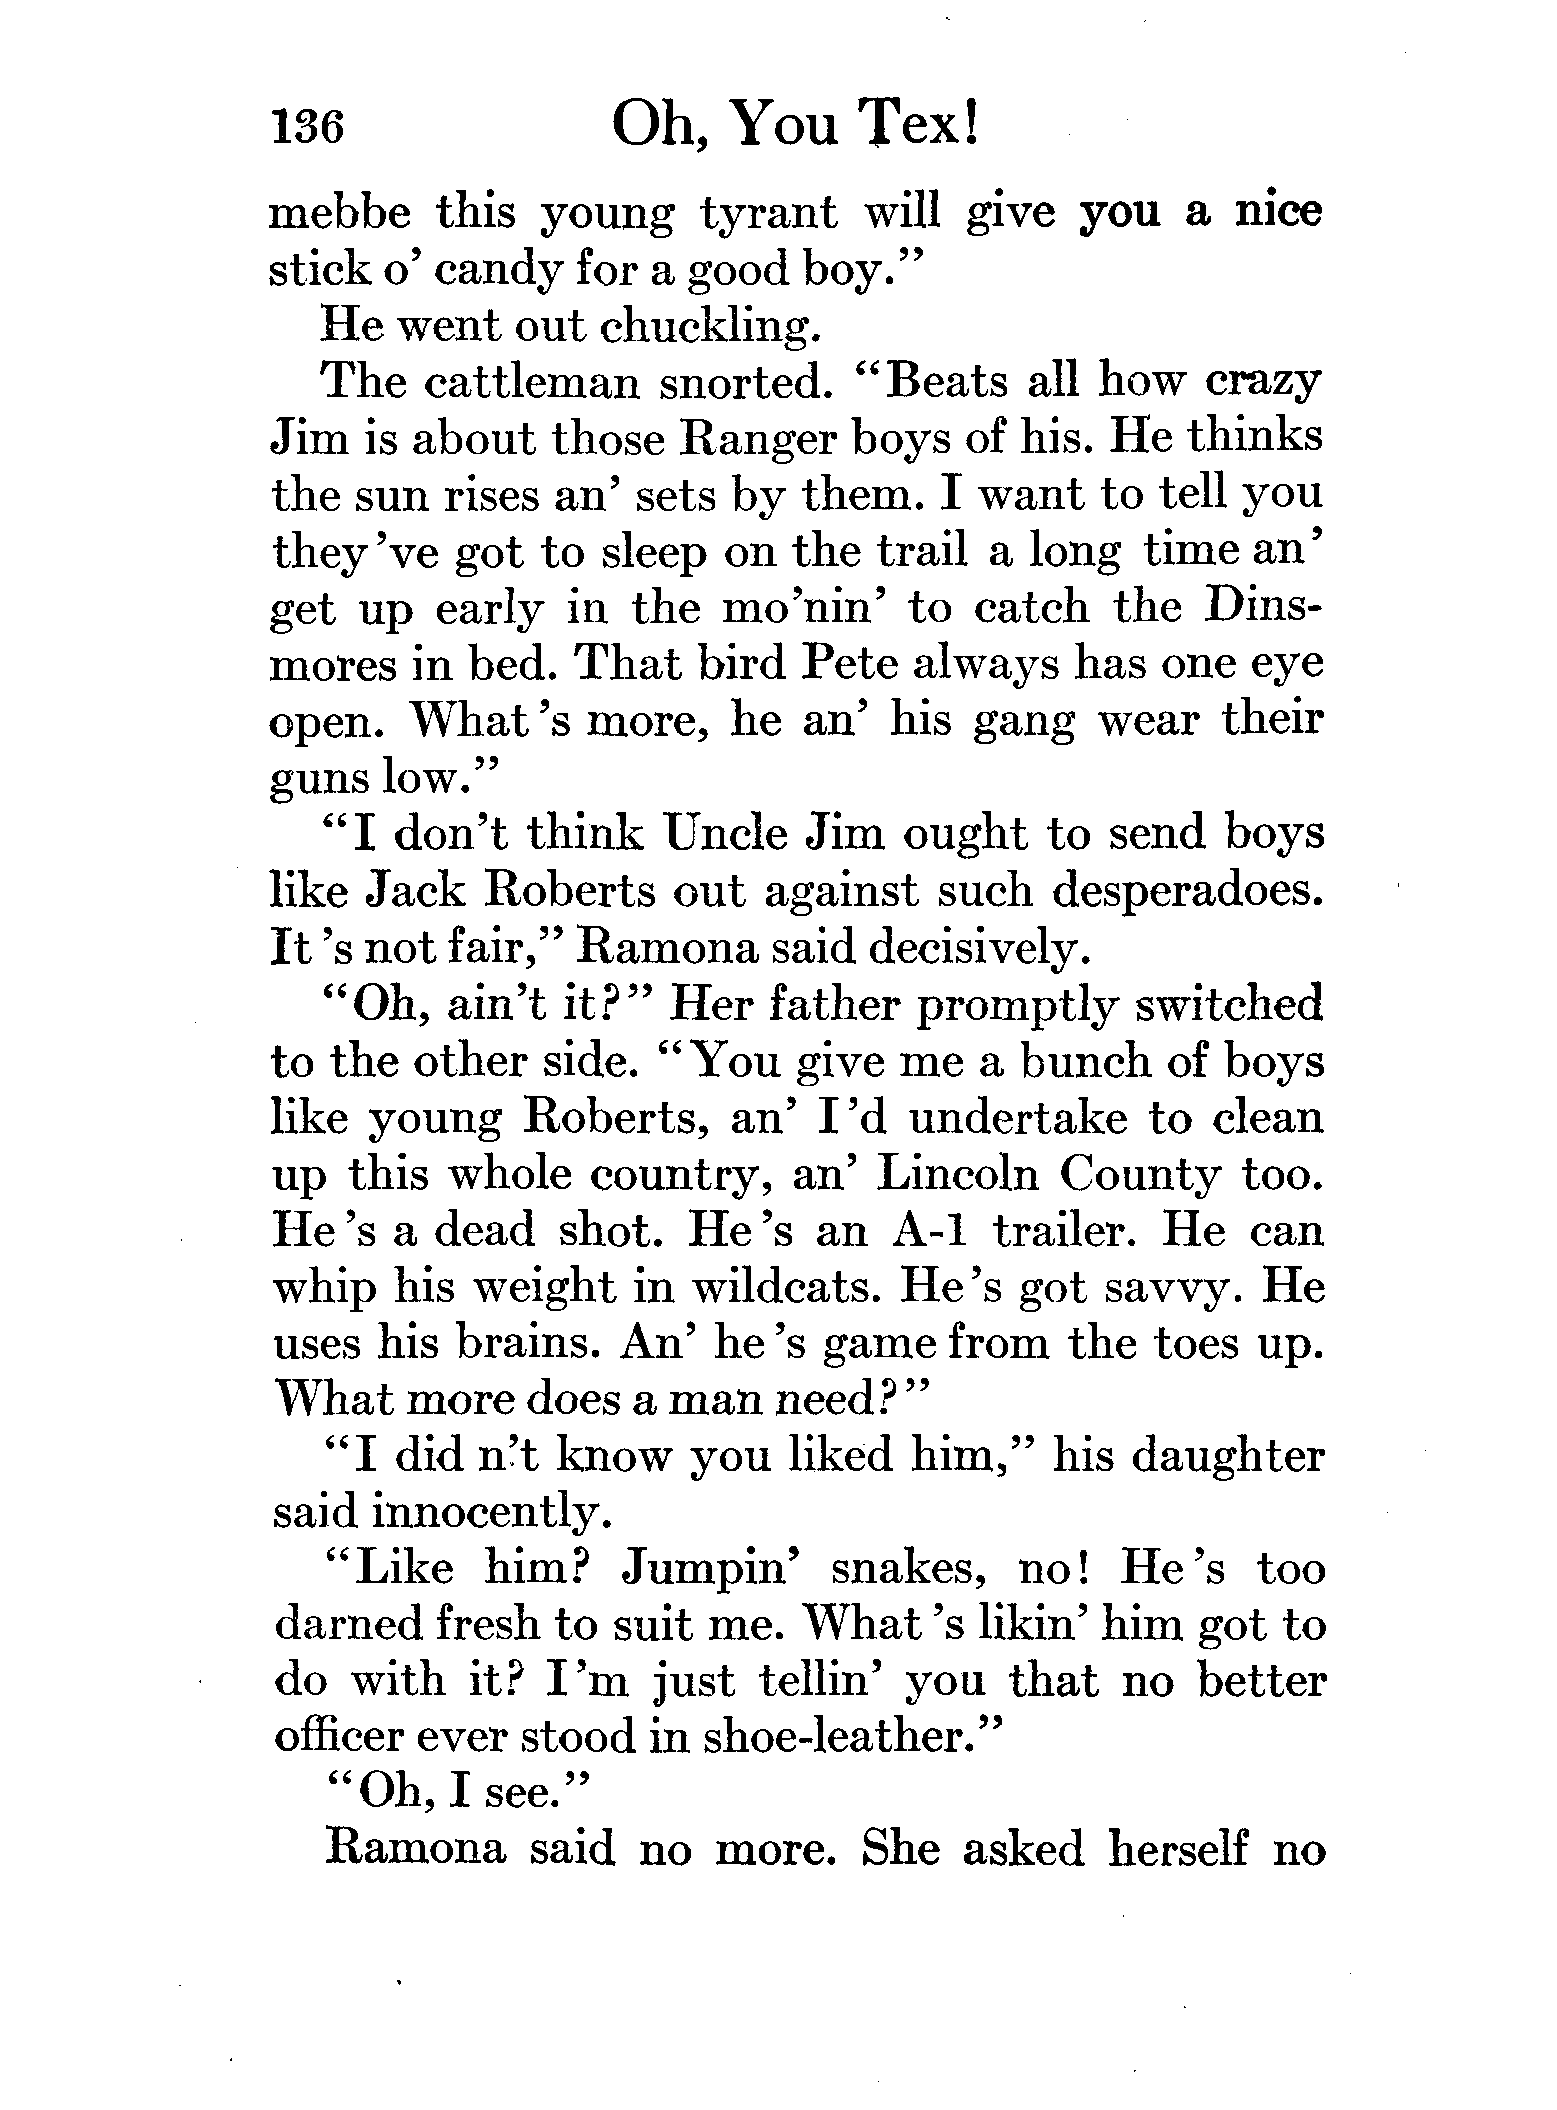 136 Oh, You Tex!
mebbe this young tyrant will give you a nice
stick o’ candy for a good boy.”
He went out chuckling.
The cattleman snorted. “Beats all how crazy
Jim is about those Ranger boys of his. He thinks
the sun rises an’ sets by them. I want to tell you
they ’ve got to sleep on the trail a long time an’
get up early in the mo’nin’ to catch the Dins-
mores in bed. That bird Pete always has one eye
open. What ’s more, he an’ his gang wear their
guns low.”
“I don’t think Uncle Jim ought to send boys
like Jack Roberts out against such desperadoes.
It ’s not fair,” Ramona said decisively.
“Oh, ain’t it?” Her father promptly switched
to the other side. “You give me a bunch of boys
like young Roberts, an’ I ’d undertake to clean
up this whole country, an’ Lincoln County too.
He ’s a dead shot. He ’s an A-1 trailer. He can
whip his weight in wildcats. He ’s got savvy. He
uses his brains. An’ he ’s game from the toes up.
What more does a man need?”
“I did n’t know you liked him,” his daughter
said innocently.
“Like him? Jumpin’ snakes, no! He ’s too
darned fresh to suit me. What ’s likin’ him got to
do with it? I ’m just tellin’ you that no better
officer ever stood in shoe-leather.”
“Oh, I see.”
Ramona said no more. She asked herself no